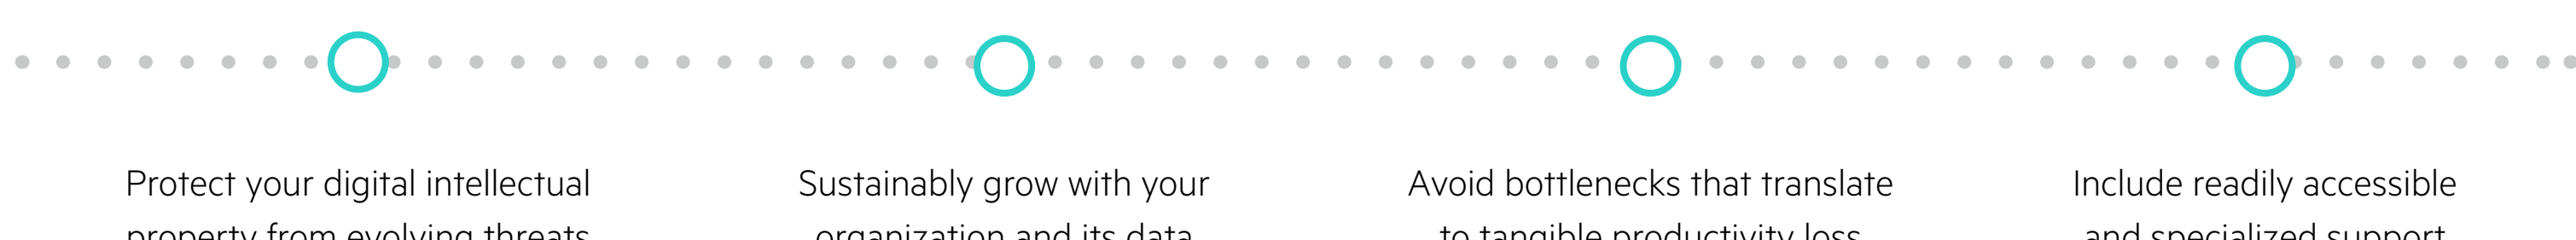 Protect your digital intellectual
property from evolving threats
Sustainably grow with your
organization and its data
Avoid bottlenecks that translate
to tangible productivity loss
Include readily accessible
and specialized support